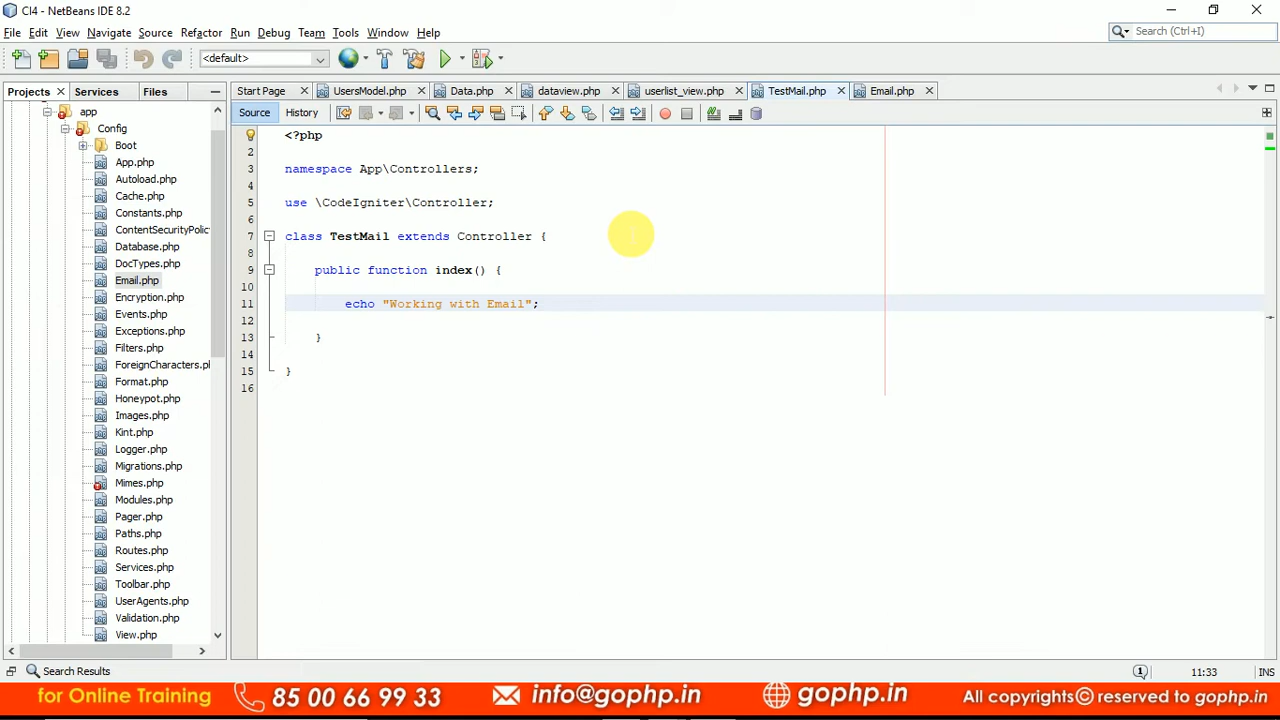 CI4 - NetBeans IDE 8.2
File Edit View Navigate Source Refactor Run Debug Team Tools Window Help
Search (Ctrl+I)
<default>
Projects Services Files
Start Page UsersModel.php Data.php dataview.php userlist_view.php TestMail.php Email.php
Source History
app
Config
Boot
App.php
Autoload.php
Cache.php
Constants.php
ContentSecurityPolic
Database.php
DocTypes.php
Email.php
Encryption.php
Events.php
Exceptions.php
Filters.php
ForeignCharacters.pl
Format.php
Honeypot.php
Images.php
Kint.php
Logger.php
Migrations.php
Mimes.php
Modules.php
Pager.php
Paths.php
Routes.php
Services.php
Toolbar.php
UserAgents.php
Validation.php
View.php
<?php
2
3 namespace App\Controllers;
4
5 use \CodeIgniter\Controller;
6
7 class TestMail extends Controller {
8
9 public function index() {
10
11 echo "Working with Email";
12
13 }
14
15 }
16
Search Results
1
11:33 INS
for Online Training 85 00 66 99 33 info@gophp.in gophp.in All copyrights© reserved to gophp.in